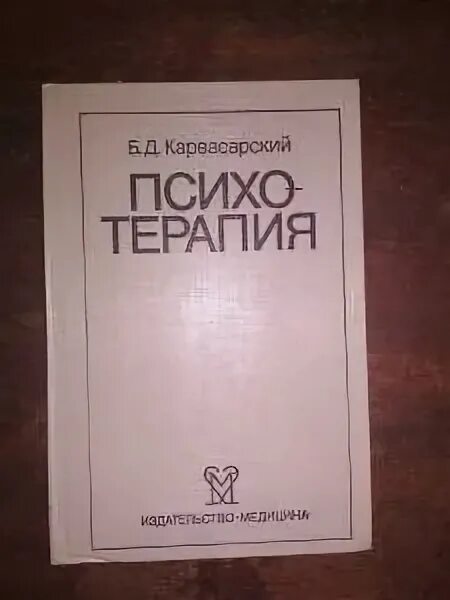 Б. Д. Карвасарский
ПСИХО-
ТЕРАПИЯ
ИЗДАТЕЛЬСТВО•МЕДИЦИНА